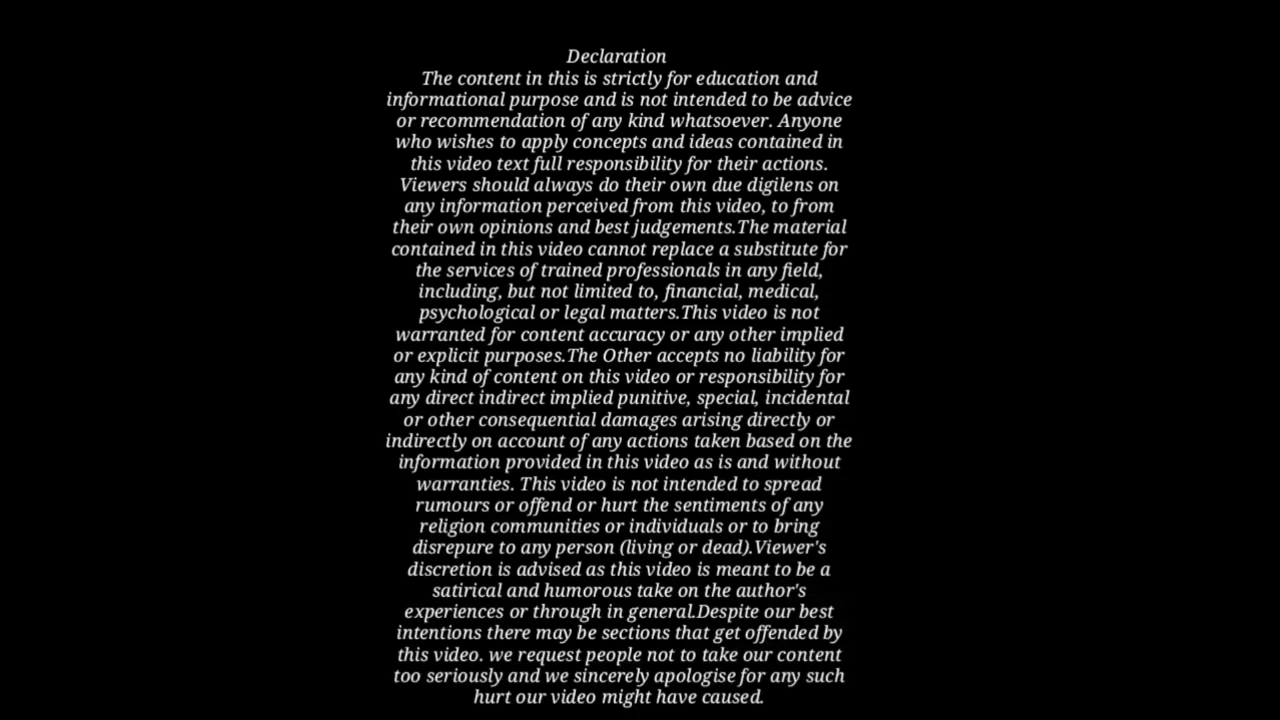 Declaration
The content in this is strictly for education and
informational purpose and is not intended to be advice
or recommendation of any kind whatsoever. Anyone
who wishes to apply concepts and ideas contained in
this video text full responsibility for their actions.
Viewers should always do their own due digilens on
any information perceived from this video, to from
their own opinions and best judgements.The material
contained in this video cannot replace a substitute for
the services of trained professionals in any field,
including, but not limited to, financial, medical,
psychological or legal matters.This video is not
warranted for content accuracy or any other implied
or explicit purposes.The Other accepts no liability for
any kind of content on this video or responsibility for
any direct indirect implied punitive, special, incidental
or other consequential damages arising directly or
indirectly on account of any actions taken based on the
information provided in this video as is and without
warranties. This video is not intended to spread
rumours or offend or hurt the sentiments of any
religion communities or individuals or to bring
disrepure to any person (living or dead).Viewer's
discretion is advised as this video is meant to be a
satirical and humorous take on the author's
experiences or through in general.Despite our best
intentions there may be sections that get offended by
this video. we request people not to take our content
too seriously and we sincerely apologise for any such
hurt our video might have caused.